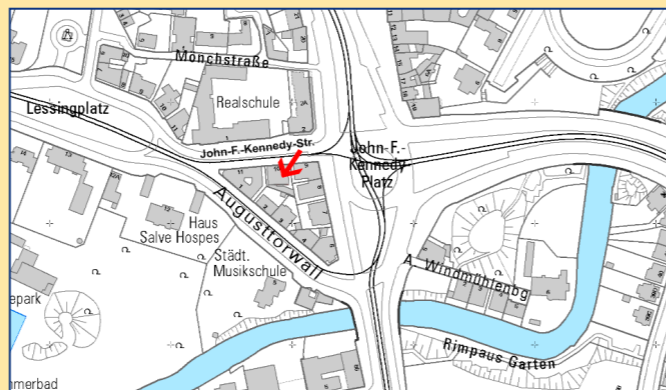 Mönchstraße
Realschule
Lessingplatz
John-F.-Kennedy-Str.
John-F.-
Kennedy-
Platz
Augusttorwall
Haus
Salve Hospes
Städt.
Musikschule
A. Windmühlenbg
epark
Rimpaus Garten
merbad